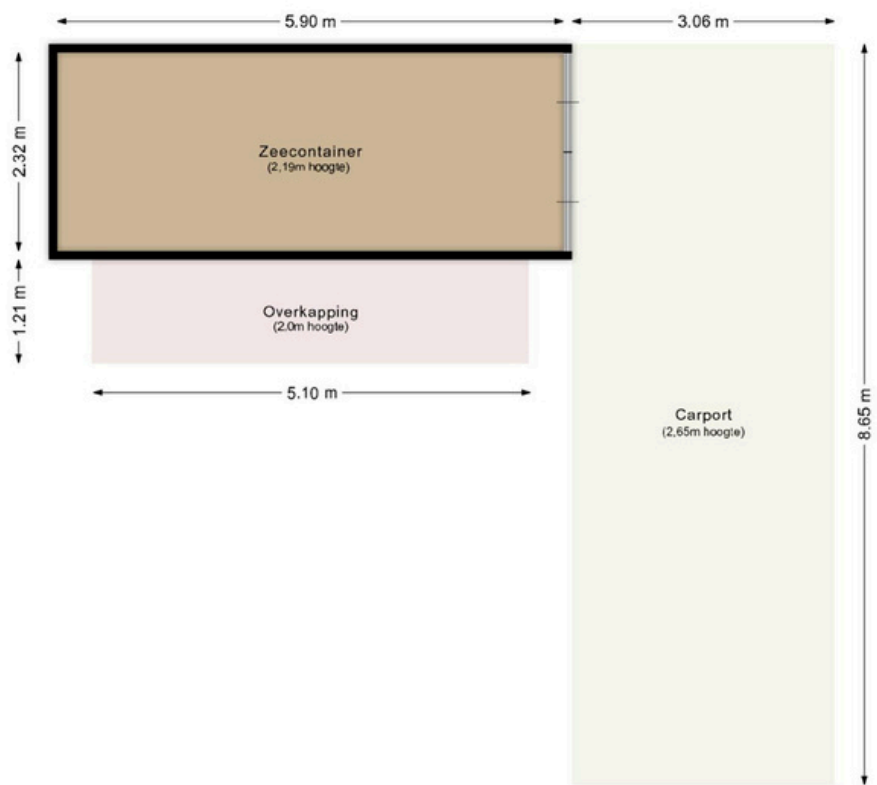 5.90 m
3.06 m
2.32 m
Zeecontainer
(2,19m hoogte)
1.21 m
Overkapping
(2.0m hoogte)
5.10 m
Carport
(2,65m hoogte)
8.65 m